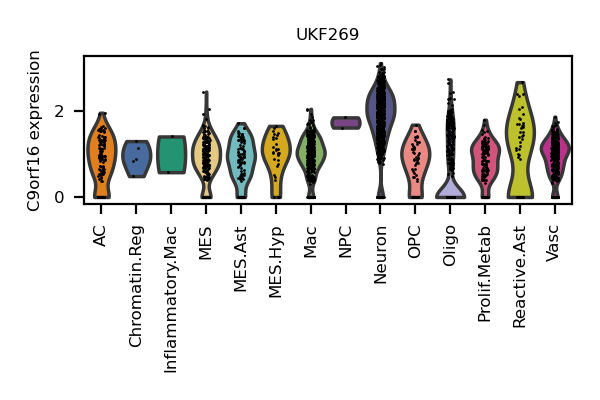 UKF269
C9orf16 expression
2
0
AC
Chromatin.Reg
Inflammatory.Mac
MES
MES.Ast
MES.Hyp
Mac
NPC
Neuron
OPC
Oligo
Prolif.Metab
Reactive.Ast
Vasc